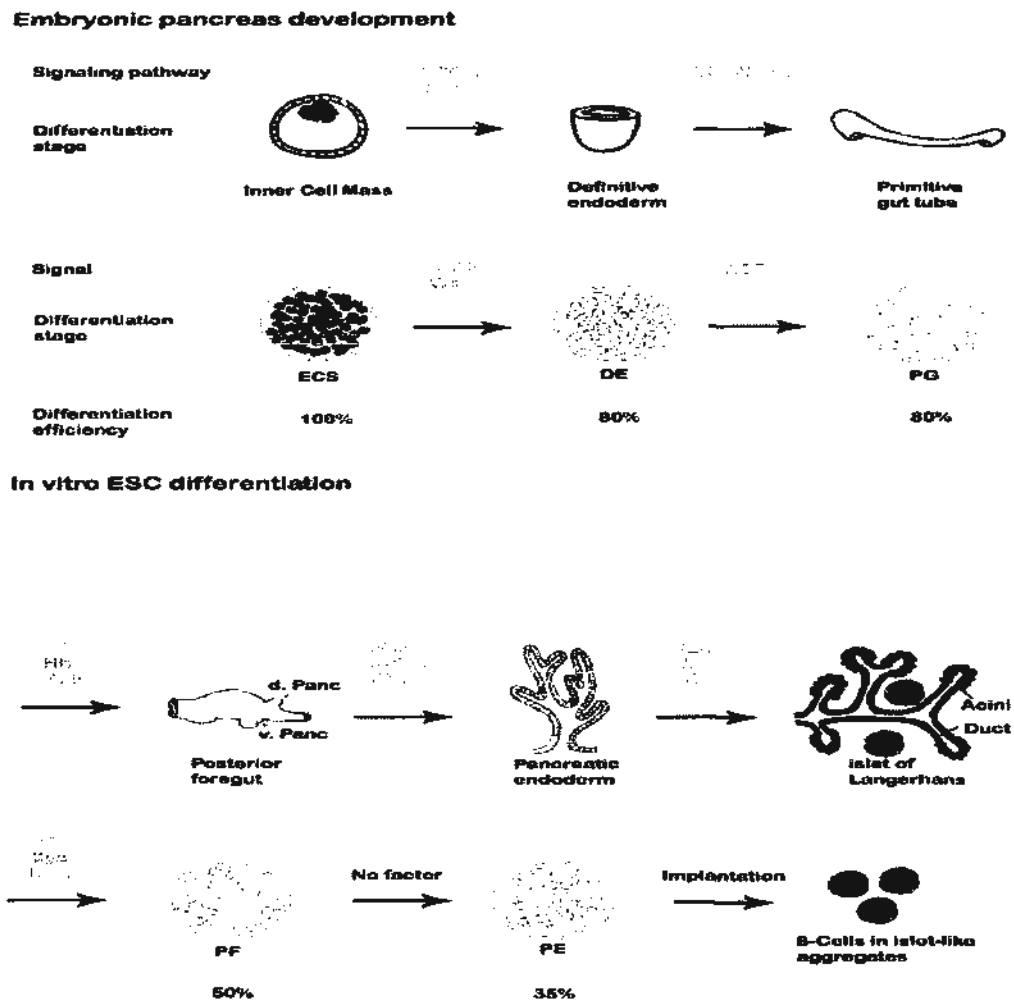 Embryonic pancreas development
Signaling pathway
Differentiation
stage
Inner Cell Mass
Definitive
endoderm
Primitive
gut tube
Signal
Differentiation
stage
ECS
DE
PG
Differentiation
efficiency
100%
80%
80%
In vitro ESC differentiation
d. Panc
v. Panc
Posterior
foregut
Pancreatic
endoderm
Acini
Duct
Islet of
Langerhans
No factor
Implantation
PF
PE
B-Cells in islot-like
aggregates
50%
35%